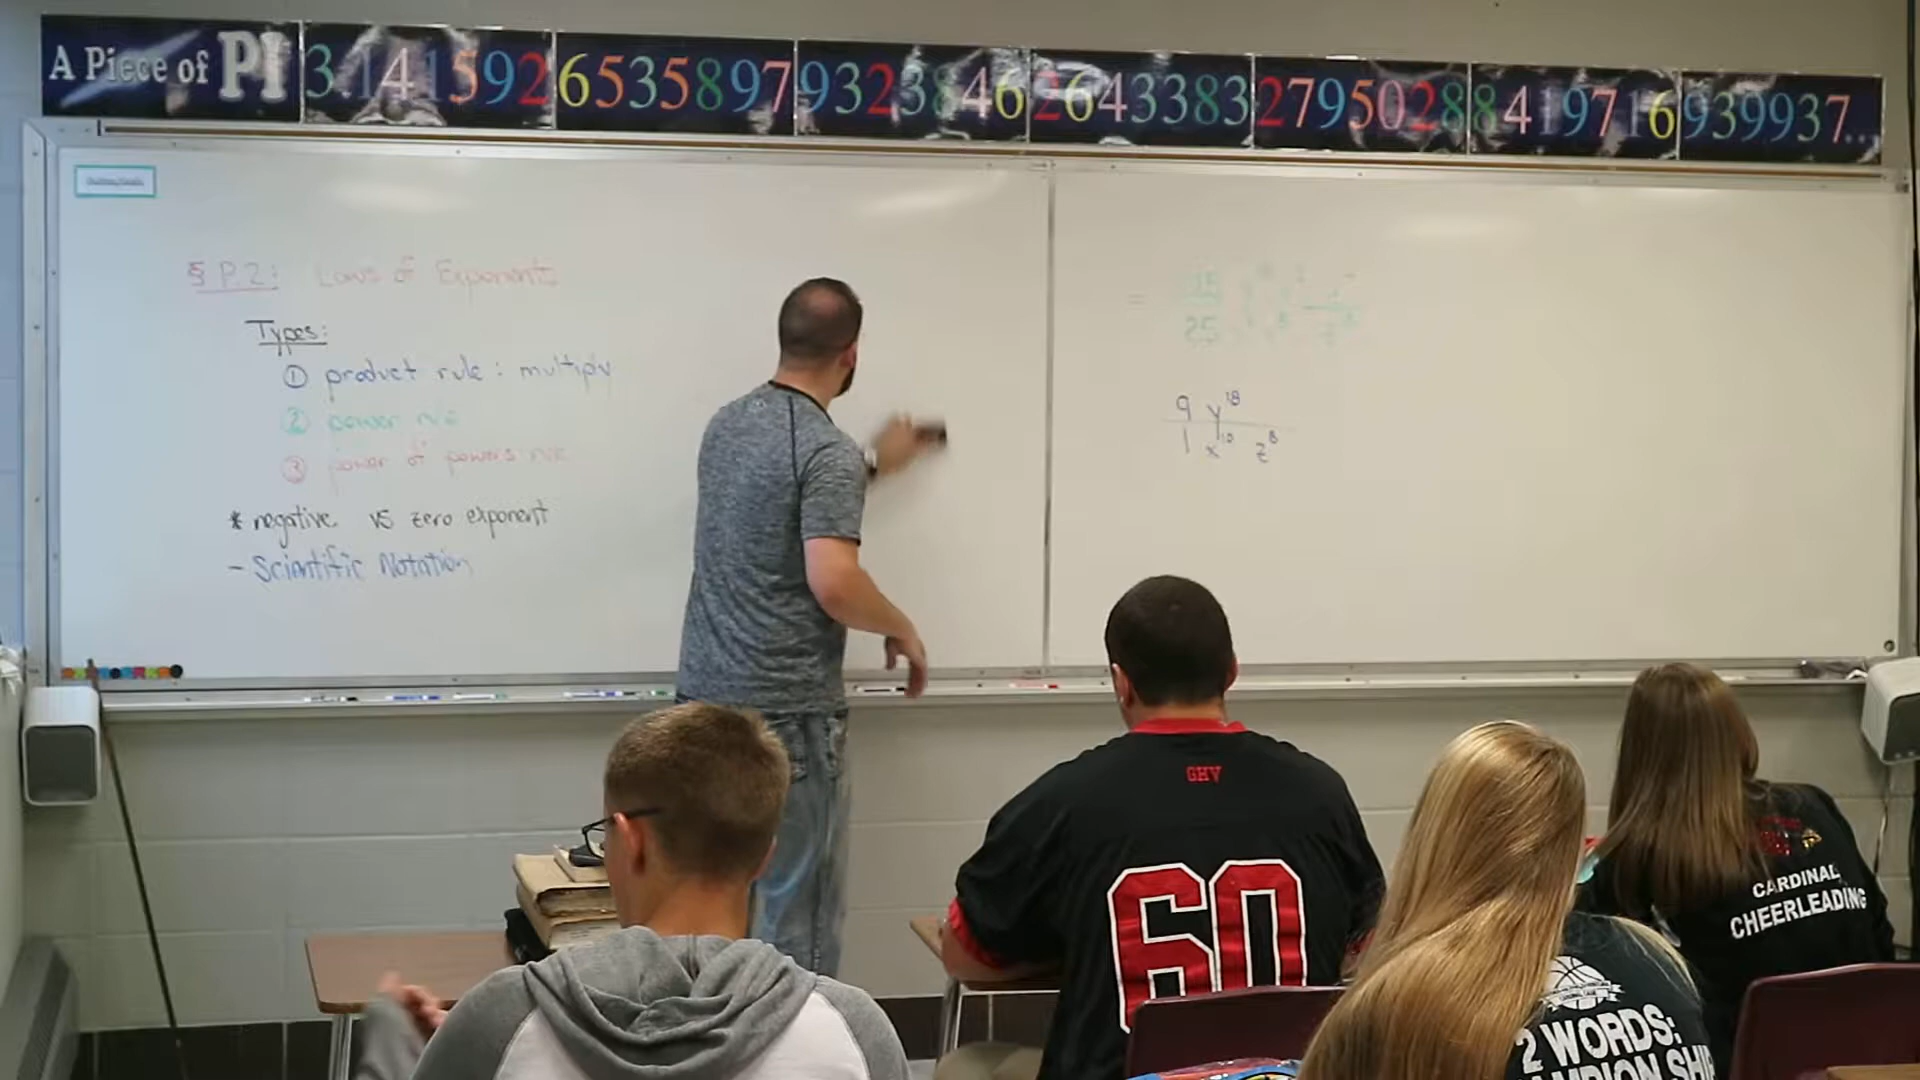 A Piece of PI 3.14159265358979323846264338327950288419716939937...
§ P.2: Laws of Exponents
Types:
① product rule: multiply
② power rule
③ power of powers rule
* negative vs zero exponent
- Scientific Notation
=
25
9 y18
1 x10 z8
GHV
60
CARDINAL
CHEERLEADING
2 WORDS: